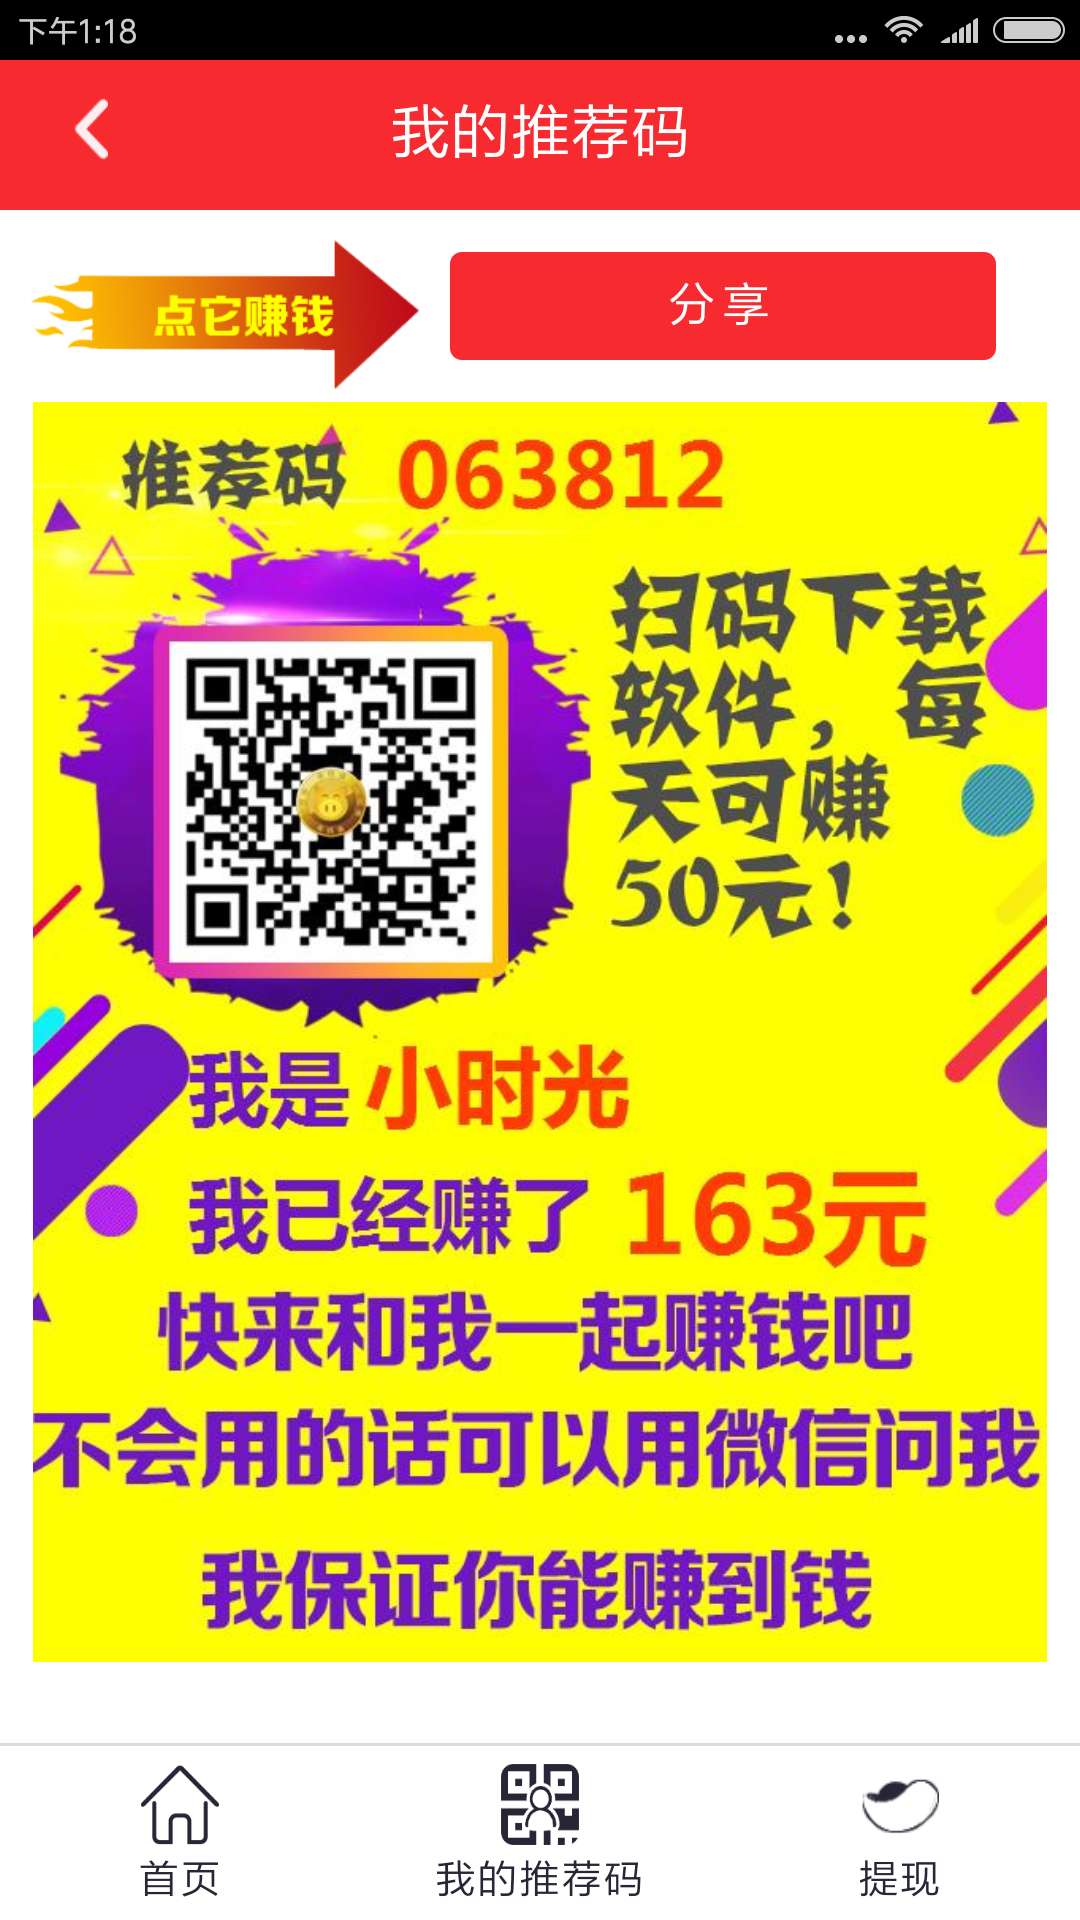 下午1:18
我的推荐码
点它赚钱
分享
推荐码 063812
扫码下载
软件，每
天可赚
50元！
我是 小时光
我已经赚了 163元
快来和我一起赚钱吧
不会用的话可以用微信问我
我保证你能赚到钱
首页 我的推荐码 提现